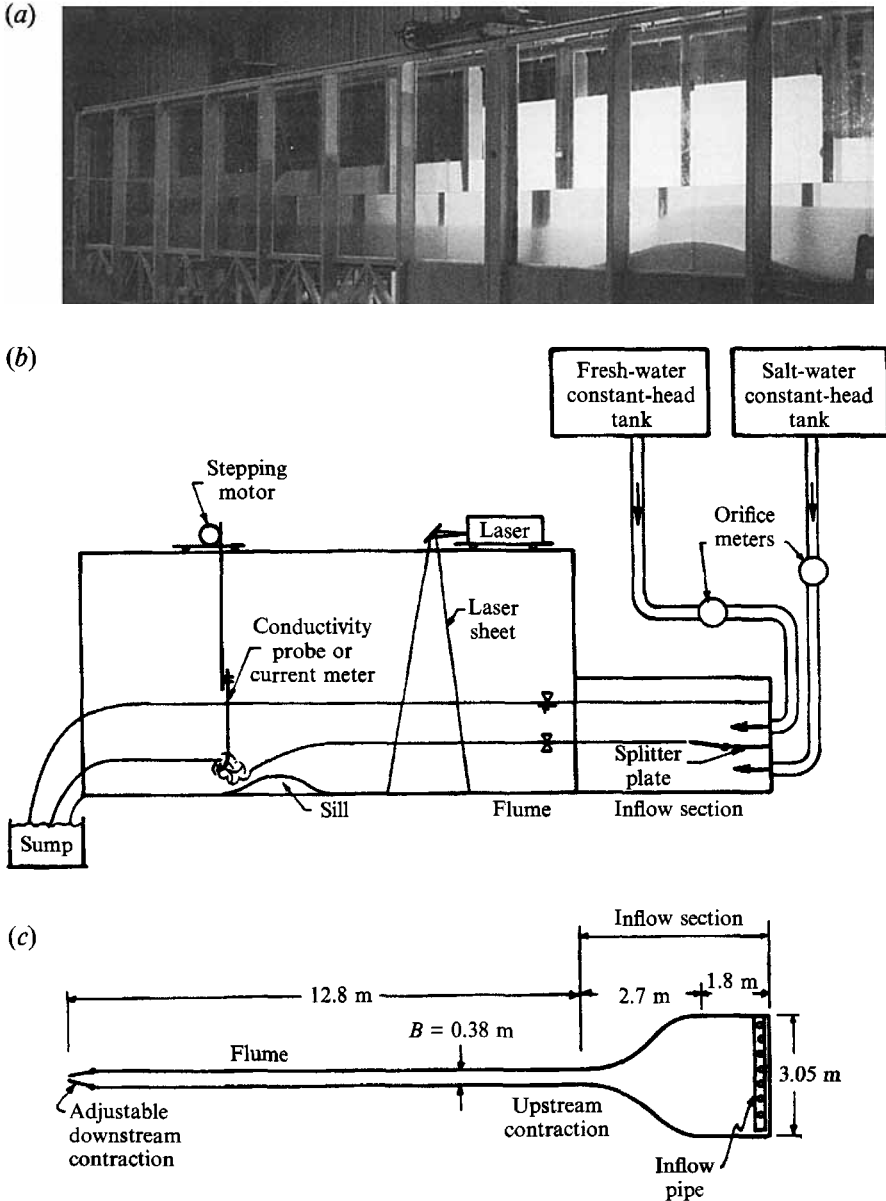 (a)
(b)
Fresh-water
constant-head
tank
Salt-water
constant-head
tank
Stepping
motor
Laser
Orifice
meters
Laser
sheet
Conductivity
probe or
current meter
Splitter
plate
Sill
Flume
Inflow section
Sump
(c)
Inflow section
12.8 m
2.7 m
1.8 m
B = 0.38 m
Flume
3.05 m
Adjustable
downstream
contraction
Upstream
contraction
Inflow
pipe